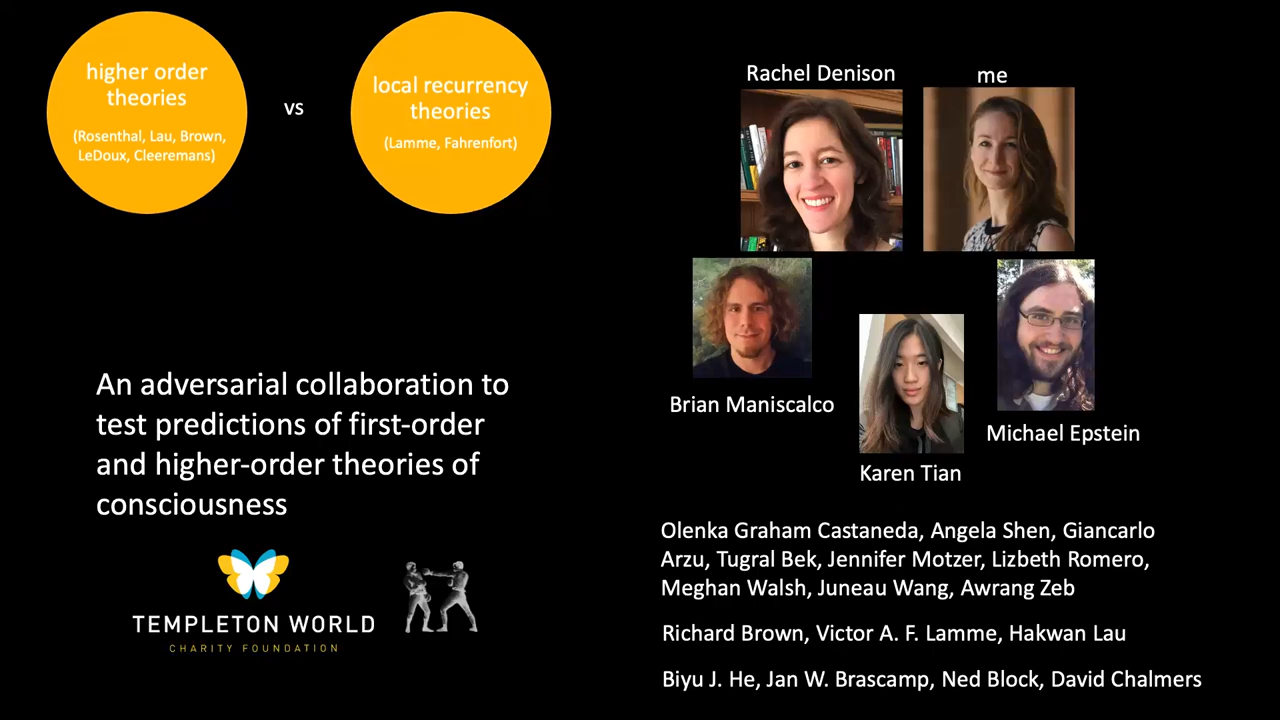 higher order
theories
(Rosenthal, Lau, Brown,
LeDoux, Cleeremans)
vs
local recurrency
theories
(Lamme, Fahrenfort)
An adversarial collaboration to
test predictions of first-order
and higher-order theories of
consciousness
TEMPLETON WORLD
CHARITY FOUNDATION
Rachel Denison
me
Brian Maniscalco
Karen Tian
Michael Epstein
Olenka Graham Castaneda, Angela Shen, Giancarlo
Arzu, Tugral Bek, Jennifer Motzer, Lizbeth Romero,
Meghan Walsh, Juneau Wang, Awrang Zeb
Richard Brown, Victor A. F. Lamme, Hakwan Lau
Biyu J. He, Jan W. Brascamp, Ned Block, David Chalmers